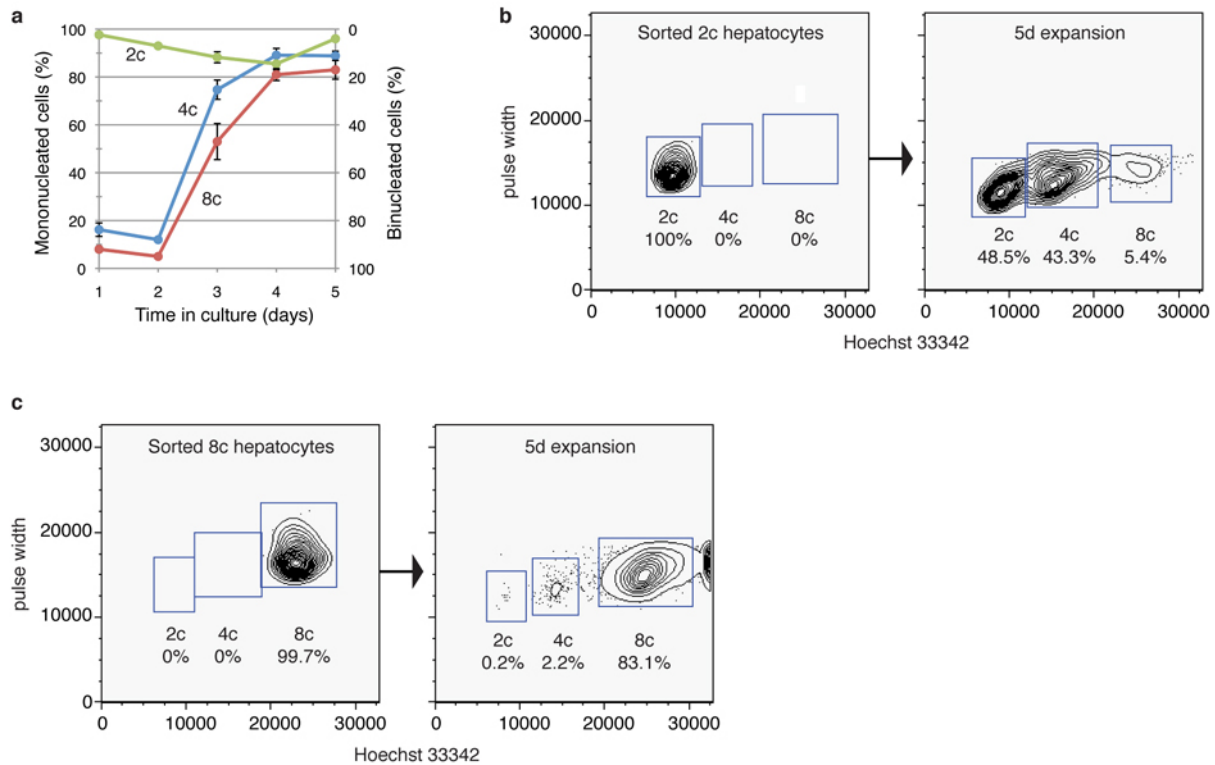 a
100
80
60
40
20
0
Mononucleated cells (%)
2c
4c
8c
0
20
40
60
80
100
Binucleated cells (%)
1 2 3 4 5
Time in culture (days)
b
Sorted 2c hepatocytes
5d expansion
30000
20000
10000
0
pulse width
2c 4c 8c
100% 0% 0%
2c 4c 8c
48.5% 43.3% 5.4%
0 10000 20000 30000
0 10000 20000 30000
Hoechst 33342
c
Sorted 8c hepatocytes
5d expansion
30000
20000
10000
0
pulse width
2c 4c 8c
0% 0% 99.7%
2c 4c 8c
0.2% 2.2% 83.1%
0 10000 20000 30000
0 10000 20000 30000
Hoechst 33342